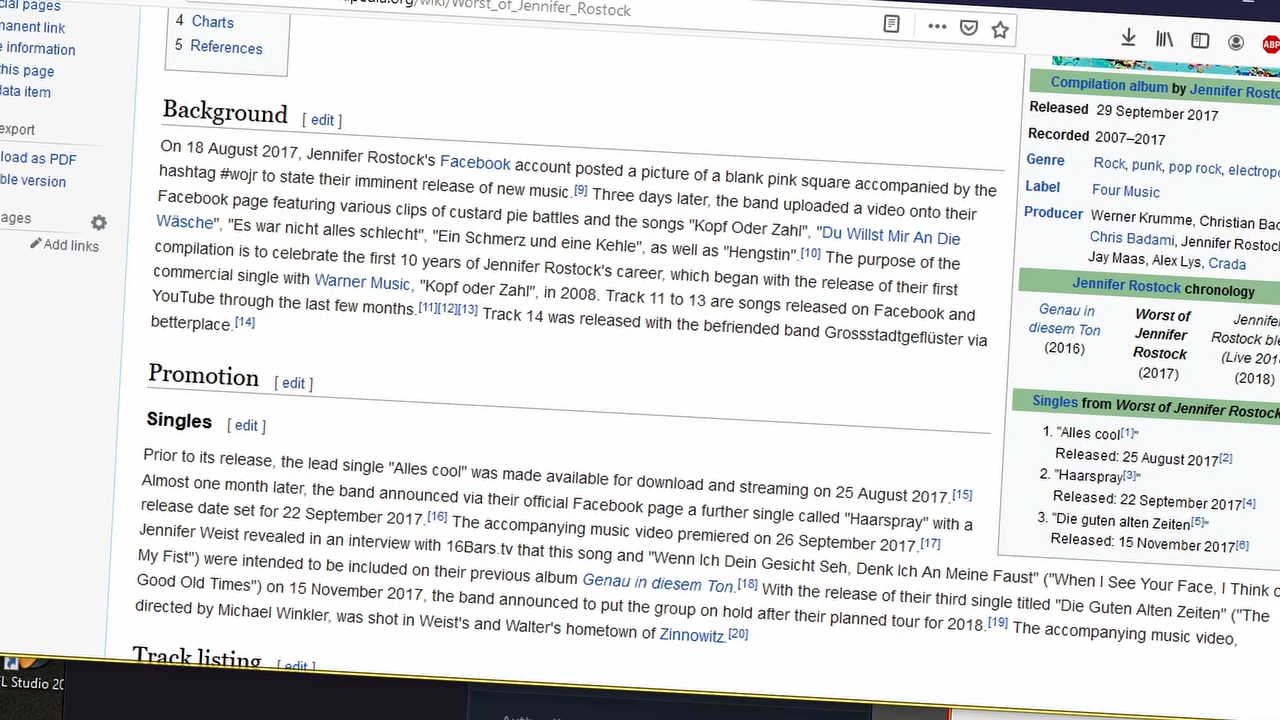 ipedia.org/wiki/Worst_of_Jennifer_Rostock
ABP
pages
manent link
information
this page
data item
export
load as PDF
ble version
ages
Add links
4 Charts
5 References
Background [ edit ]
On 18 August 2017, Jennifer Rostock's Facebook account posted a picture of a blank pink square accompanied by the
hashtag #wojr to state their imminent release of new music.[9] Three days later, the band uploaded a video onto their
Facebook page featuring various clips of custard pie battles and the songs "Kopf Oder Zahl", "Du Willst Mir An Die
Wäsche", "Es war nicht alles schlecht", "Ein Schmerz und eine Kehle", as well as "Hengstin".[10] The purpose of the
compilation is to celebrate the first 10 years of Jennifer Rostock's career, which began with the release of their first
commercial single with Warner Music, "Kopf oder Zahl", in 2008. Track 11 to 13 are songs released on Facebook and
YouTube through the last few months.[11][12][13] Track 14 was released with the befriended band Grossstadtgeflüster via
betterplace.[14]
Promotion [ edit ]
Singles [ edit ]
Prior to its release, the lead single "Alles cool" was made available for download and streaming on 25 August 2017.[15]
Almost one month later, the band announced via their official Facebook page a further single called "Haarspray" with a
release date set for 22 September 2017.[16] The accompanying music video premiered on 26 September 2017.[17]
Jennifer Weist revealed in an interview with 16Bars.tv that this song and "Wenn Ich Dein Gesicht Seh, Denk Ich An Meine Faust" ("When I See Your Face, I Think o
My Fist") were intended to be included on their previous album Genau in diesem Ton.[18] With the release of their third single titled "Die Guten Alten Zeiten" ("The
Good Old Times") on 15 November 2017, the band announced to put the group on hold after their planned tour for 2018.[19] The accompanying music video,
directed by Michael Winkler, was shot in Weist's and Walter's hometown of Zinnowitz.[20]
Track listing [ edit ]
Compilation album by Jennifer Rosto
Released 29 September 2017
Recorded 2007–2017
Genre Rock, punk, pop rock, electropo
Label Four Music
Producer Werner Krumme, Christian Bad
Chris Badami, Jennifer Rostock
Jay Maas, Alex Lys, Crada
Jennifer Rostock chronology
Genau in diesem Ton (2016)
Worst of Jennifer Rostock (2017)
Jennifer Rostock ble (Live 201 (2018)
Singles from Worst of Jennifer Rostock
1. "Alles cool[1]"
Released: 25 August 2017[2]
2. "Haarspray[3]"
Released: 22 September 2017[4]
3. "Die guten alten Zeiten[5]"
Released: 15 November 2017[6]
FL Studio 20